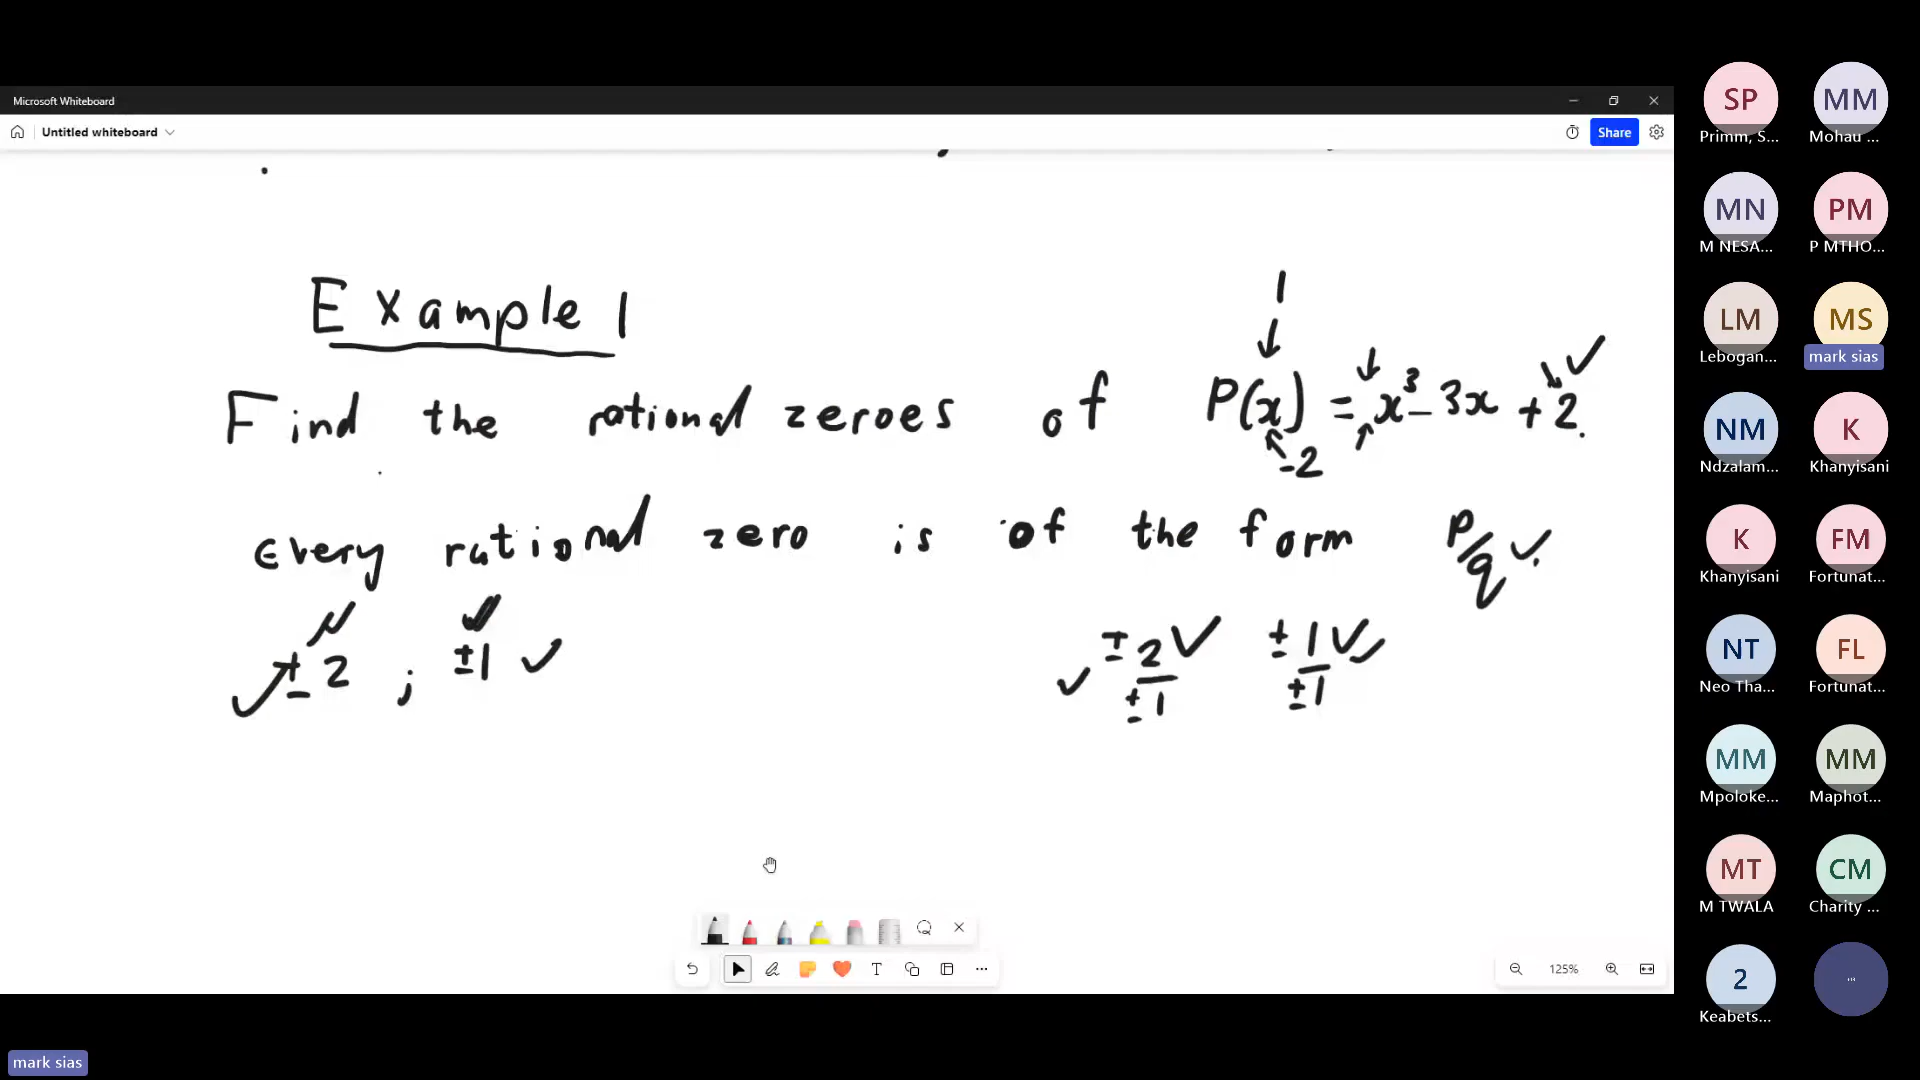 Microsoft Whiteboard
Untitled whiteboard
Share
Example 1
1
Find the rational zeroes of P(x) = x³ - 3x + 2.
-2
Every rational zero is of the form P/q
± 2 ; ±1
±2/±1 ±1/±1
125%
SP MM
Primm, S... Mohau ...
MN PM
M NESA... P MTHO...
LM MS
Lebogan... mark sias
NM K
Ndzalam... Khanyisani
K FM
Khanyisani Fortunat...
NT FL
Neo Tha... Fortunat...
MM MM
Mpoloke... Maphot...
MT CM
M TWALA Charity ...
2 ...
Keabets...
mark sias